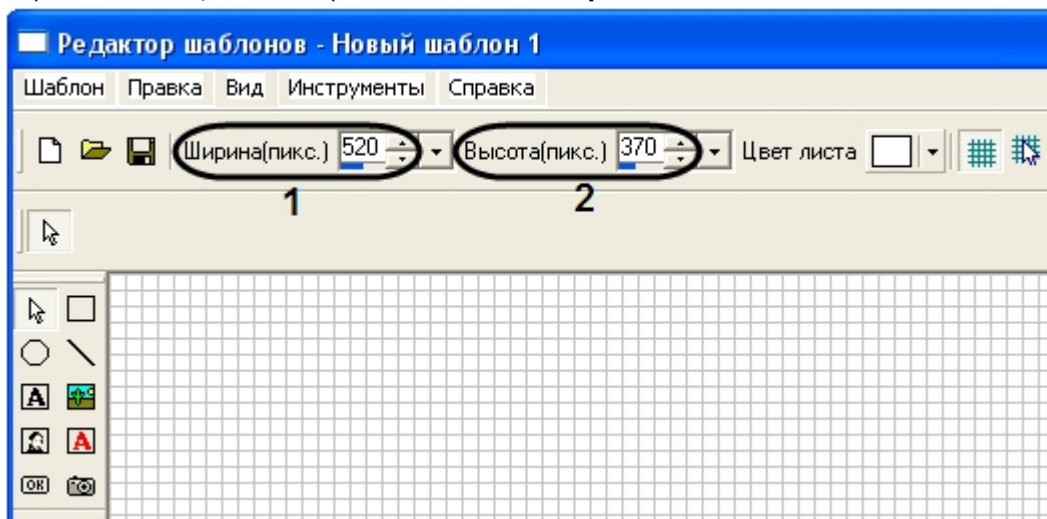 Редактор шаблонов - Новый шаблон 1
Шаблон Правка Вид Инструменты Справка
Ширина(пикс.) 520 Высота(пикс.) 370 Цвет листа
1 2
A
A
OK